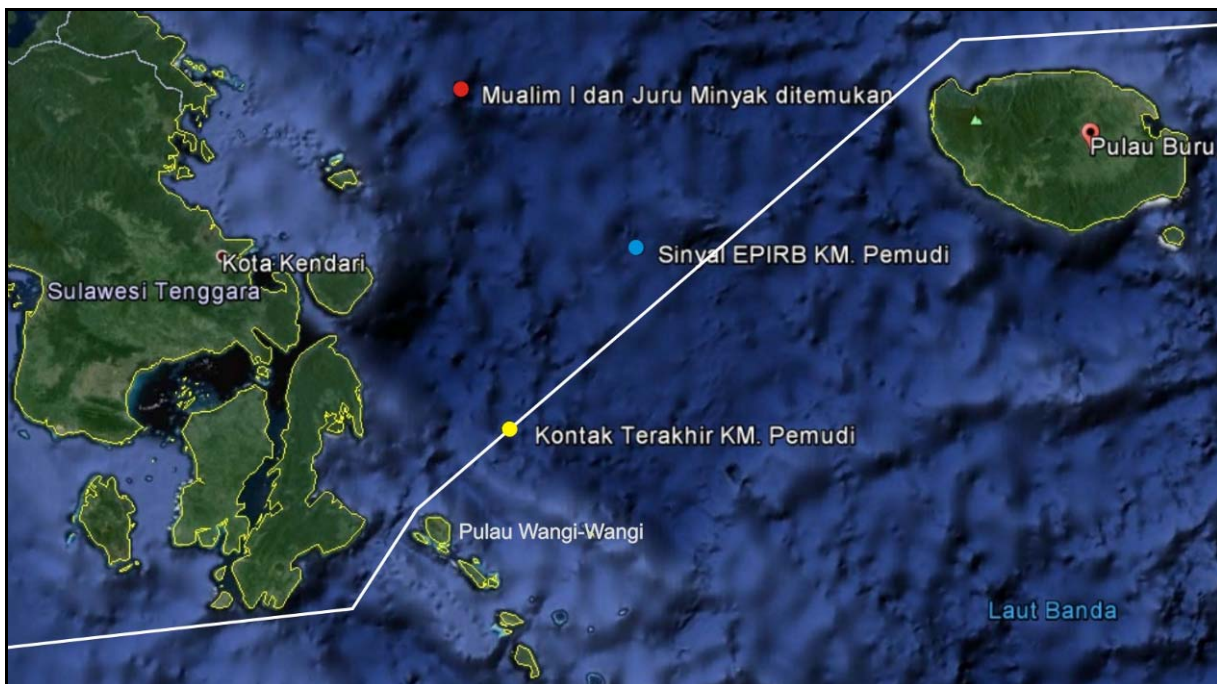 Mualim I dan Juru Minyak ditemukan
Pulau Buru
Sinyal EPIRB KM. Pemudi
Kota Kendari
Sulawesi Tenggara
Kontak Terakhir KM. Pemudi
Pulau Wangi-Wangi
Laut Banda